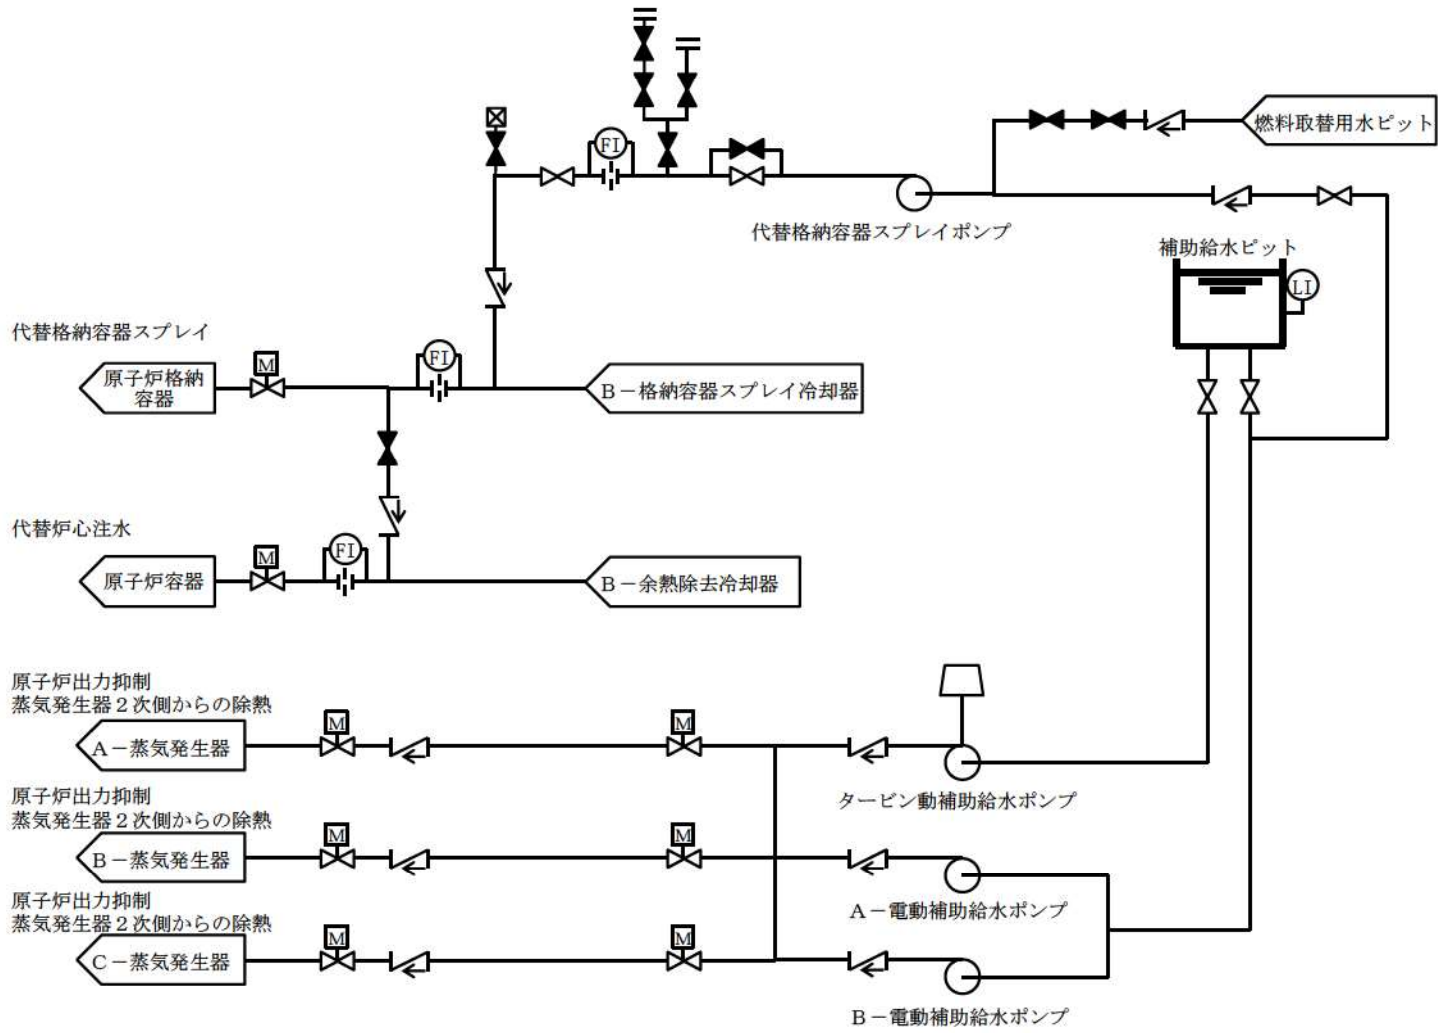 FI
燃料取替用水ピット
代替格納容器スプレイポンプ
補助給水ピット
LI
代替格納容器スプレイ
M
FI
原子炉格納
容器
B－格納容器スプレイ冷却器
代替炉心注水
M
FI
原子炉容器
B－余熱除去冷却器
原子炉出力抑制
蒸気発生器２次側からの除熱
M
M
A－蒸気発生器
タービン動補助給水ポンプ
原子炉出力抑制
蒸気発生器２次側からの除熱
M
M
B－蒸気発生器
A－電動補助給水ポンプ
原子炉出力抑制
蒸気発生器２次側からの除熱
M
M
C－蒸気発生器
B－電動補助給水ポンプ